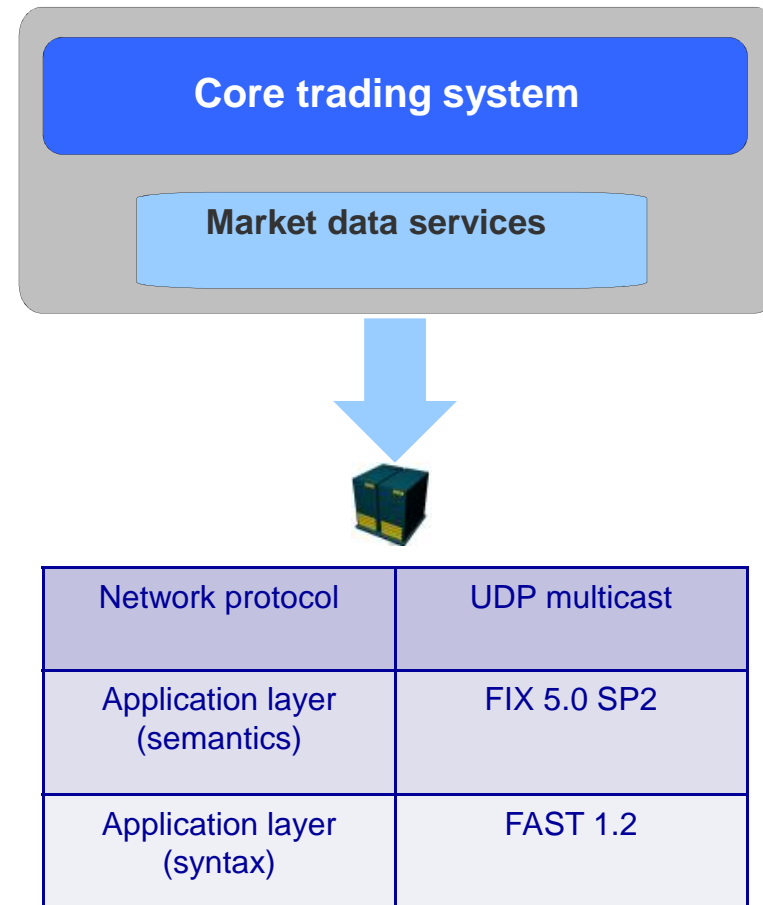 Core trading system
Market data services
Network protocol
UDP multicast
Application layer
(semantics)
FIX 5.0 SP2
Application layer
(syntax)
FAST 1.2